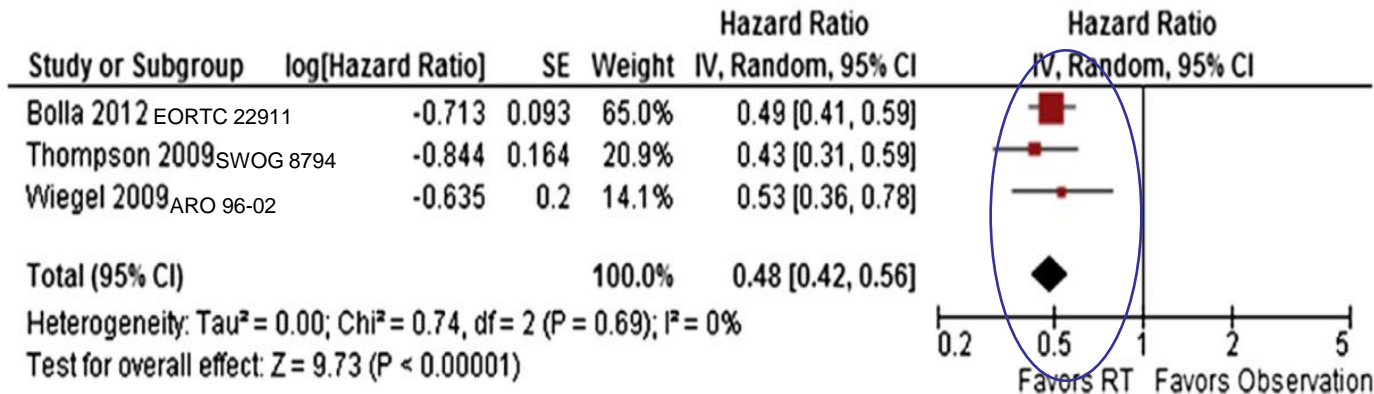 Hazard Ratio Hazard Ratio
Study or Subgroup log[Hazard Ratio] SE Weight IV, Random, 95% CI IV, Random, 95% CI
Bolla 2012 EORTC 22911 -0.713 0.093 65.0% 0.49 [0.41, 0.59]
Thompson 2009 SWOG 8794 -0.844 0.164 20.9% 0.43 [0.31, 0.59]
Wiegel 2009 ARO 96-02 -0.635 0.2 14.1% 0.53 [0.36, 0.78]
Total (95% CI) 100.0% 0.48 [0.42, 0.56]
Heterogeneity: Tau² = 0.00; Chi² = 0.74, df = 2 (P = 0.69); I² = 0%
Test for overall effect: Z = 9.73 (P < 0.00001)
0.2 0.5 1 2 5
Favors RT Favors Observation